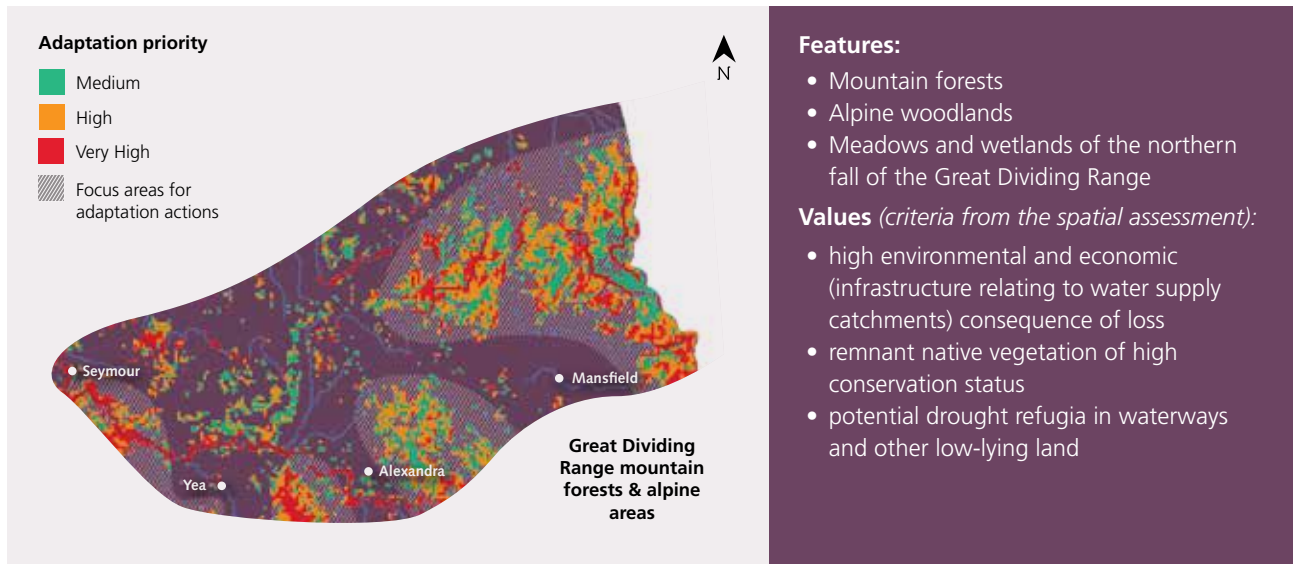 Adaptation priority
Medium
High
Very High
Focus areas for
adaptation actions
N
Seymour
Mansfield
Alexandra
Yea
Great Dividing
Range mountain
forests & alpine
areas
Features:
• Mountain forests
• Alpine woodlands
• Meadows and wetlands of the northern
fall of the Great Dividing Range
Values (criteria from the spatial assessment):
• high environmental and economic
(infrastructure relating to water supply
catchments) consequence of loss
• remnant native vegetation of high
conservation status
• potential drought refugia in waterways
and other low-lying land